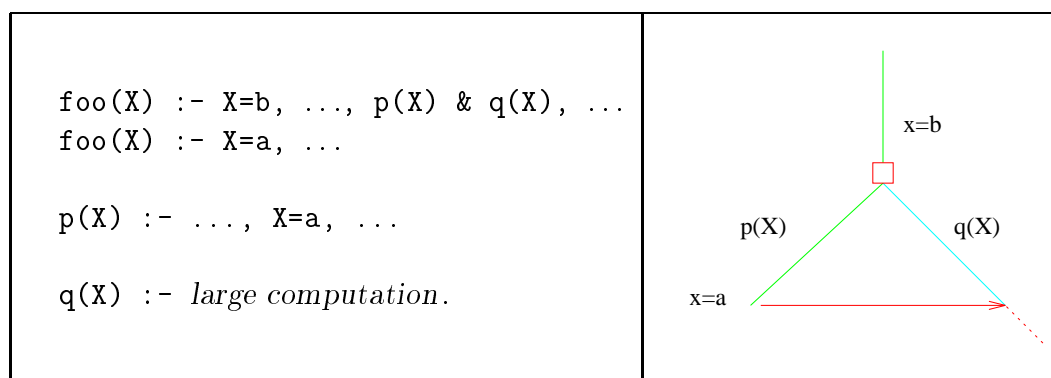 foo(X) :- X=b, ..., p(X) & q(X), ...
foo(X) :- X=a, ...
p(X) :- ..., X=a, ...
q(X) :- large computation.
x=b
p(X)
q(X)
x=a